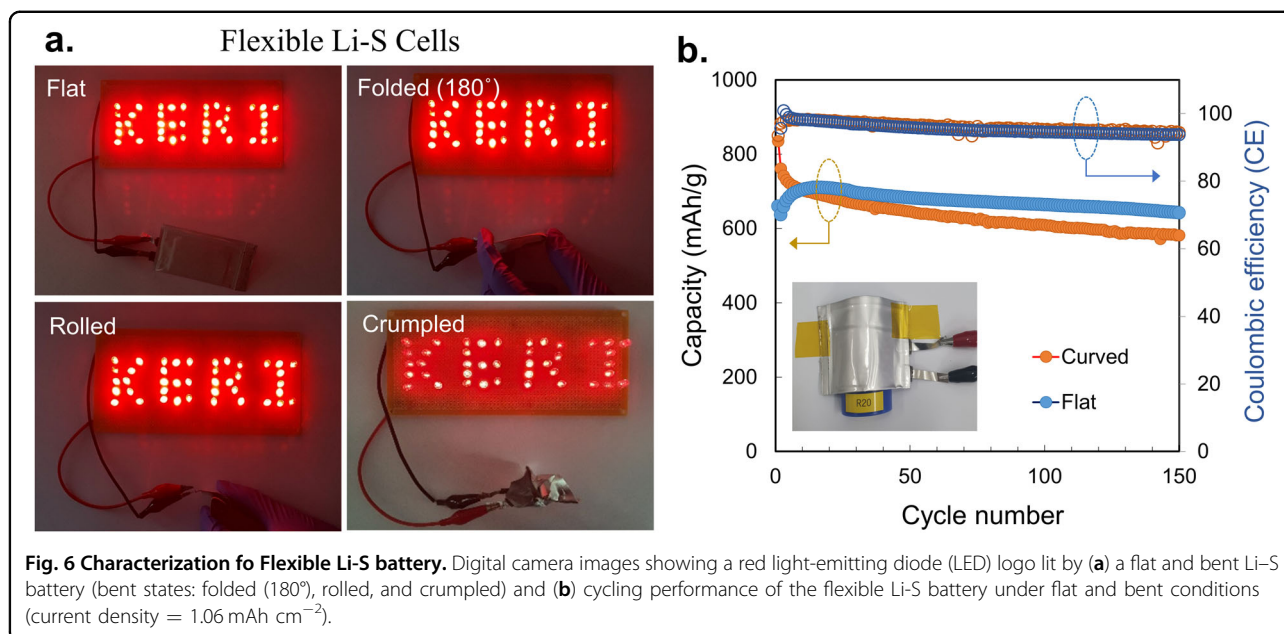 a.
Flexible Li-S Cells
Flat
KERI
Folded (180˚)
KERI
Rolled
KERI
Crumpled
KERI
b.
1000
800
600
400
200
0
Capacity (mAh/g)
100
80
60
40
20
0
Coulombic efficiency (CE)
R20
Curved
Flat
0
50
100
150
Cycle number
Fig. 6 Characterization fo Flexible Li-S battery. Digital camera images showing a red light-emitting diode (LED) logo lit by (a) a flat and bent Li–S
battery (bent states: folded (180°), rolled, and crumpled) and (b) cycling performance of the flexible Li-S battery under flat and bent conditions
(current density = 1.06 mAh cm⁻²).